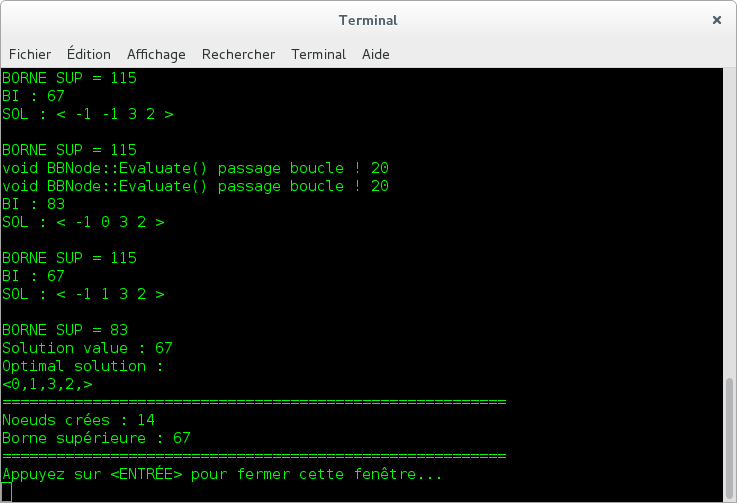 Terminal
Fichier Édition Affichage Rechercher Terminal Aide
BORNE SUP = 115
BI : 67
SOL : < -1 -1 3 2 >
BORNE SUP = 115
void BBNode::Evaluate() passage boucle ! 20
void BBNode::Evaluate() passage boucle ! 20
BI : 83
SOL : < -1 0 3 2 >
BORNE SUP = 115
BI : 67
SOL : < -1 1 3 2 >
BORNE SUP = 83
Solution value : 67
Optimal solution :
<0,1,3,2,>
========================================================
Noeuds crées : 14
Borne supérieure : 67
========================================================
Appuyez sur <ENTRÉE> pour fermer cette fenêtre...